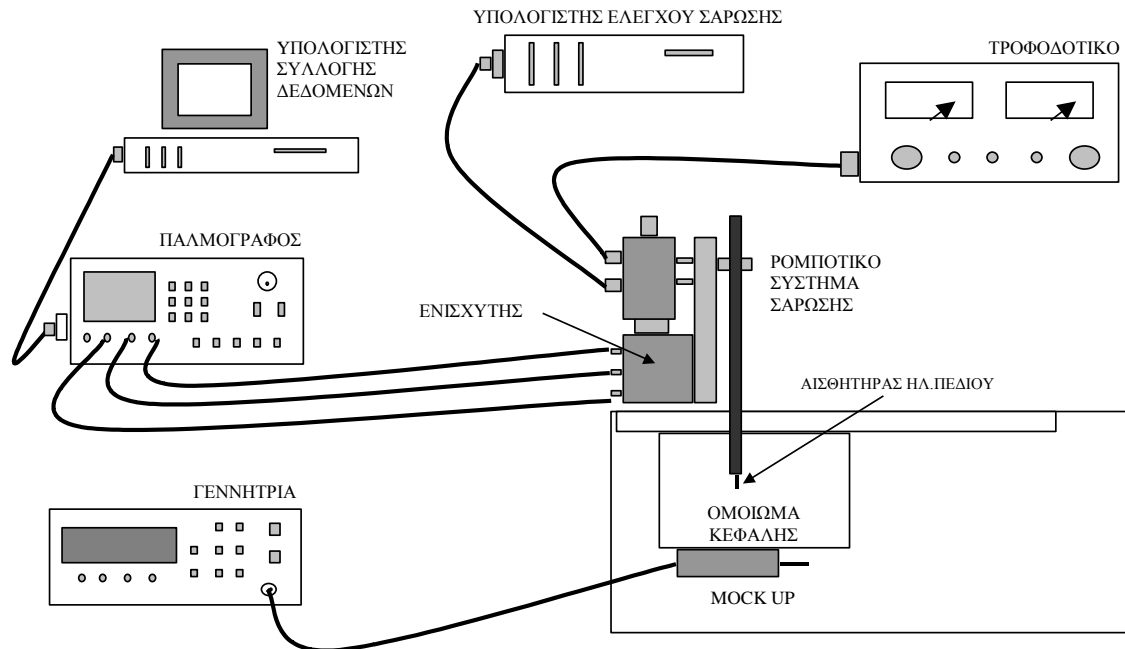 ΥΠΟΛΟΓΙΣΤΗΣ ΕΛΕΓΧΟΥ ΣΑΡΩΣΗΣ
ΥΠΟΛΟΓΙΣΤΗΣ
ΣΥΛΛΟΓΗΣ
ΔΕΔΟΜΕΝΩΝ
ΤΡΟΦΟΔΟΤΙΚΟ
ΠΑΛΜΟΓΡΑΦΟΣ
ΡΟΜΠΟΤΙΚΟ
ΣΥΣΤΗΜΑ
ΣΑΡΩΣΗΣ
ΕΝΙΣΧΥΤΗΣ
ΑΙΣΘΗΤΗΡΑΣ ΗΛ.ΠΕΔΙΟΥ
ΓΕΝΝΗΤΡΙΑ
ΟΜΟΙΩΜΑ
ΚΕΦΑΛΗΣ
MOCK UP